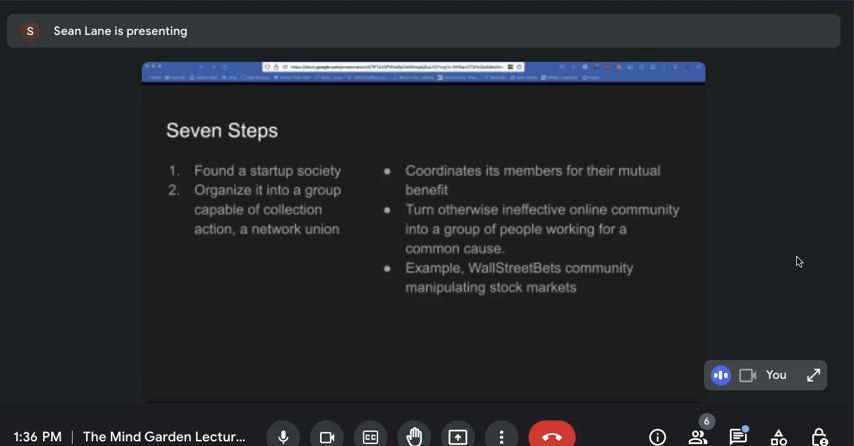 S Sean Lane is presenting
Seven Steps
1. Found a startup society
2. Organize it into a group
capable of collection
action, a network union
● Coordinates its members for their mutual
benefit
● Turn otherwise ineffective online community
into a group of people working for a
common cause.
● Example, WallStreetBets community
manipulating stock markets
You
1:36 PM | The Mind Garden Lectur...
CC
6